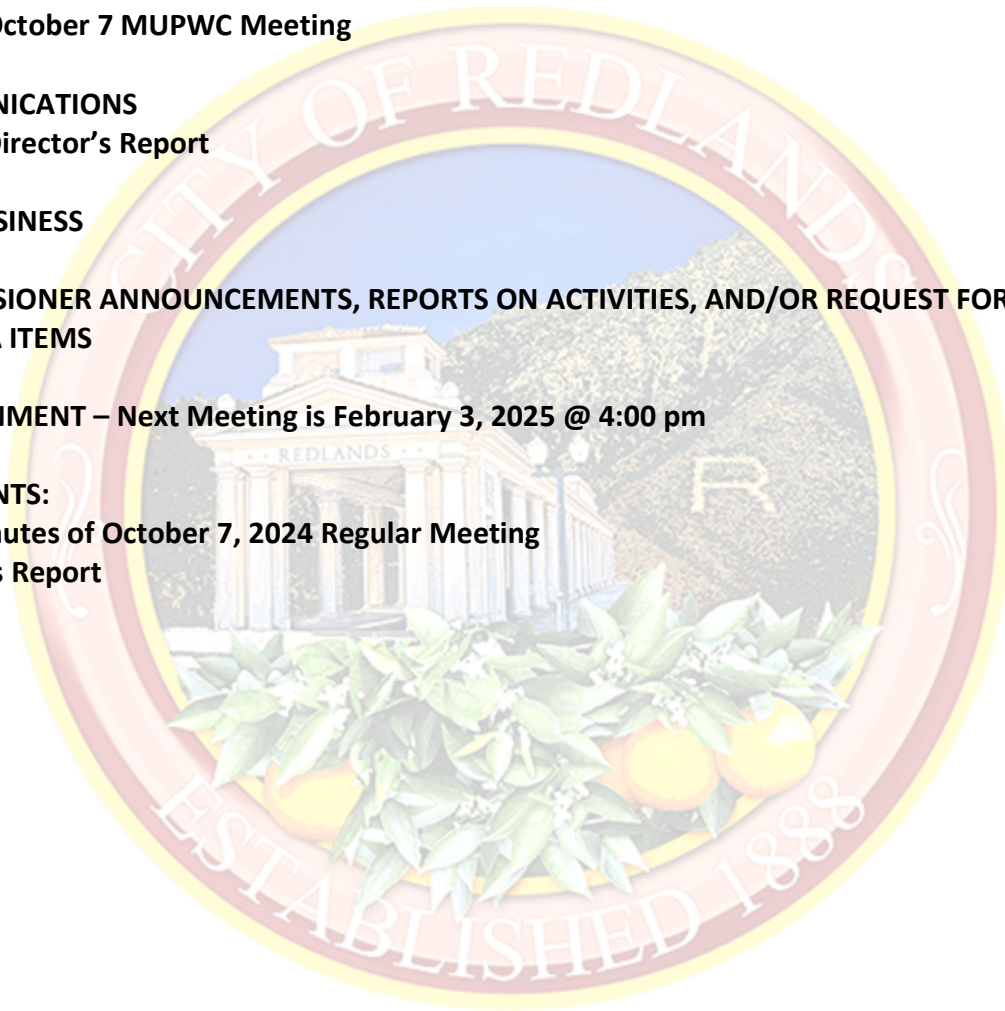 October 7 MUPWC Meeting
NICATIONS
Director’s Report
SINESS
SIONER ANNOUNCEMENTS, REPORTS ON ACTIVITIES, AND/OR REQUEST FOR
A ITEMS
NMENT – Next Meeting is February 3, 2025 @ 4:00 pm
NTS:
nutes of October 7, 2024 Regular Meeting
s Report
CITY OF REDLANDS
REDLANDS
R
ESTABLISHED 1888